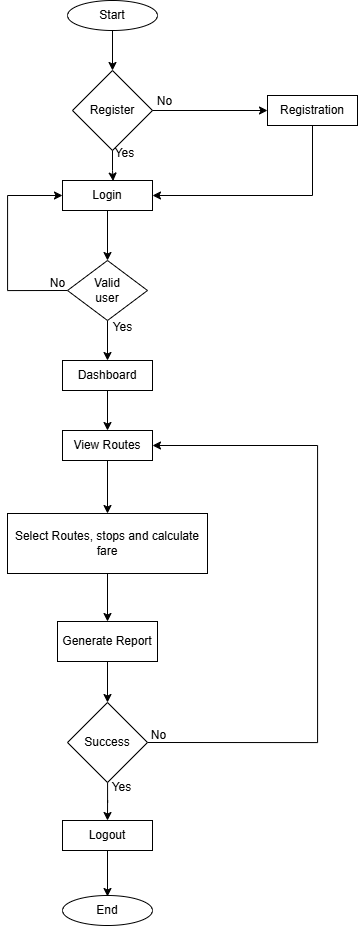 Start
Register
No
Registration
Yes
Login
No
Valid
user
Yes
Dashboard
View Routes
Select Routes, stops and calculate
fare
Generate Report
Success
No
Yes
Logout
End